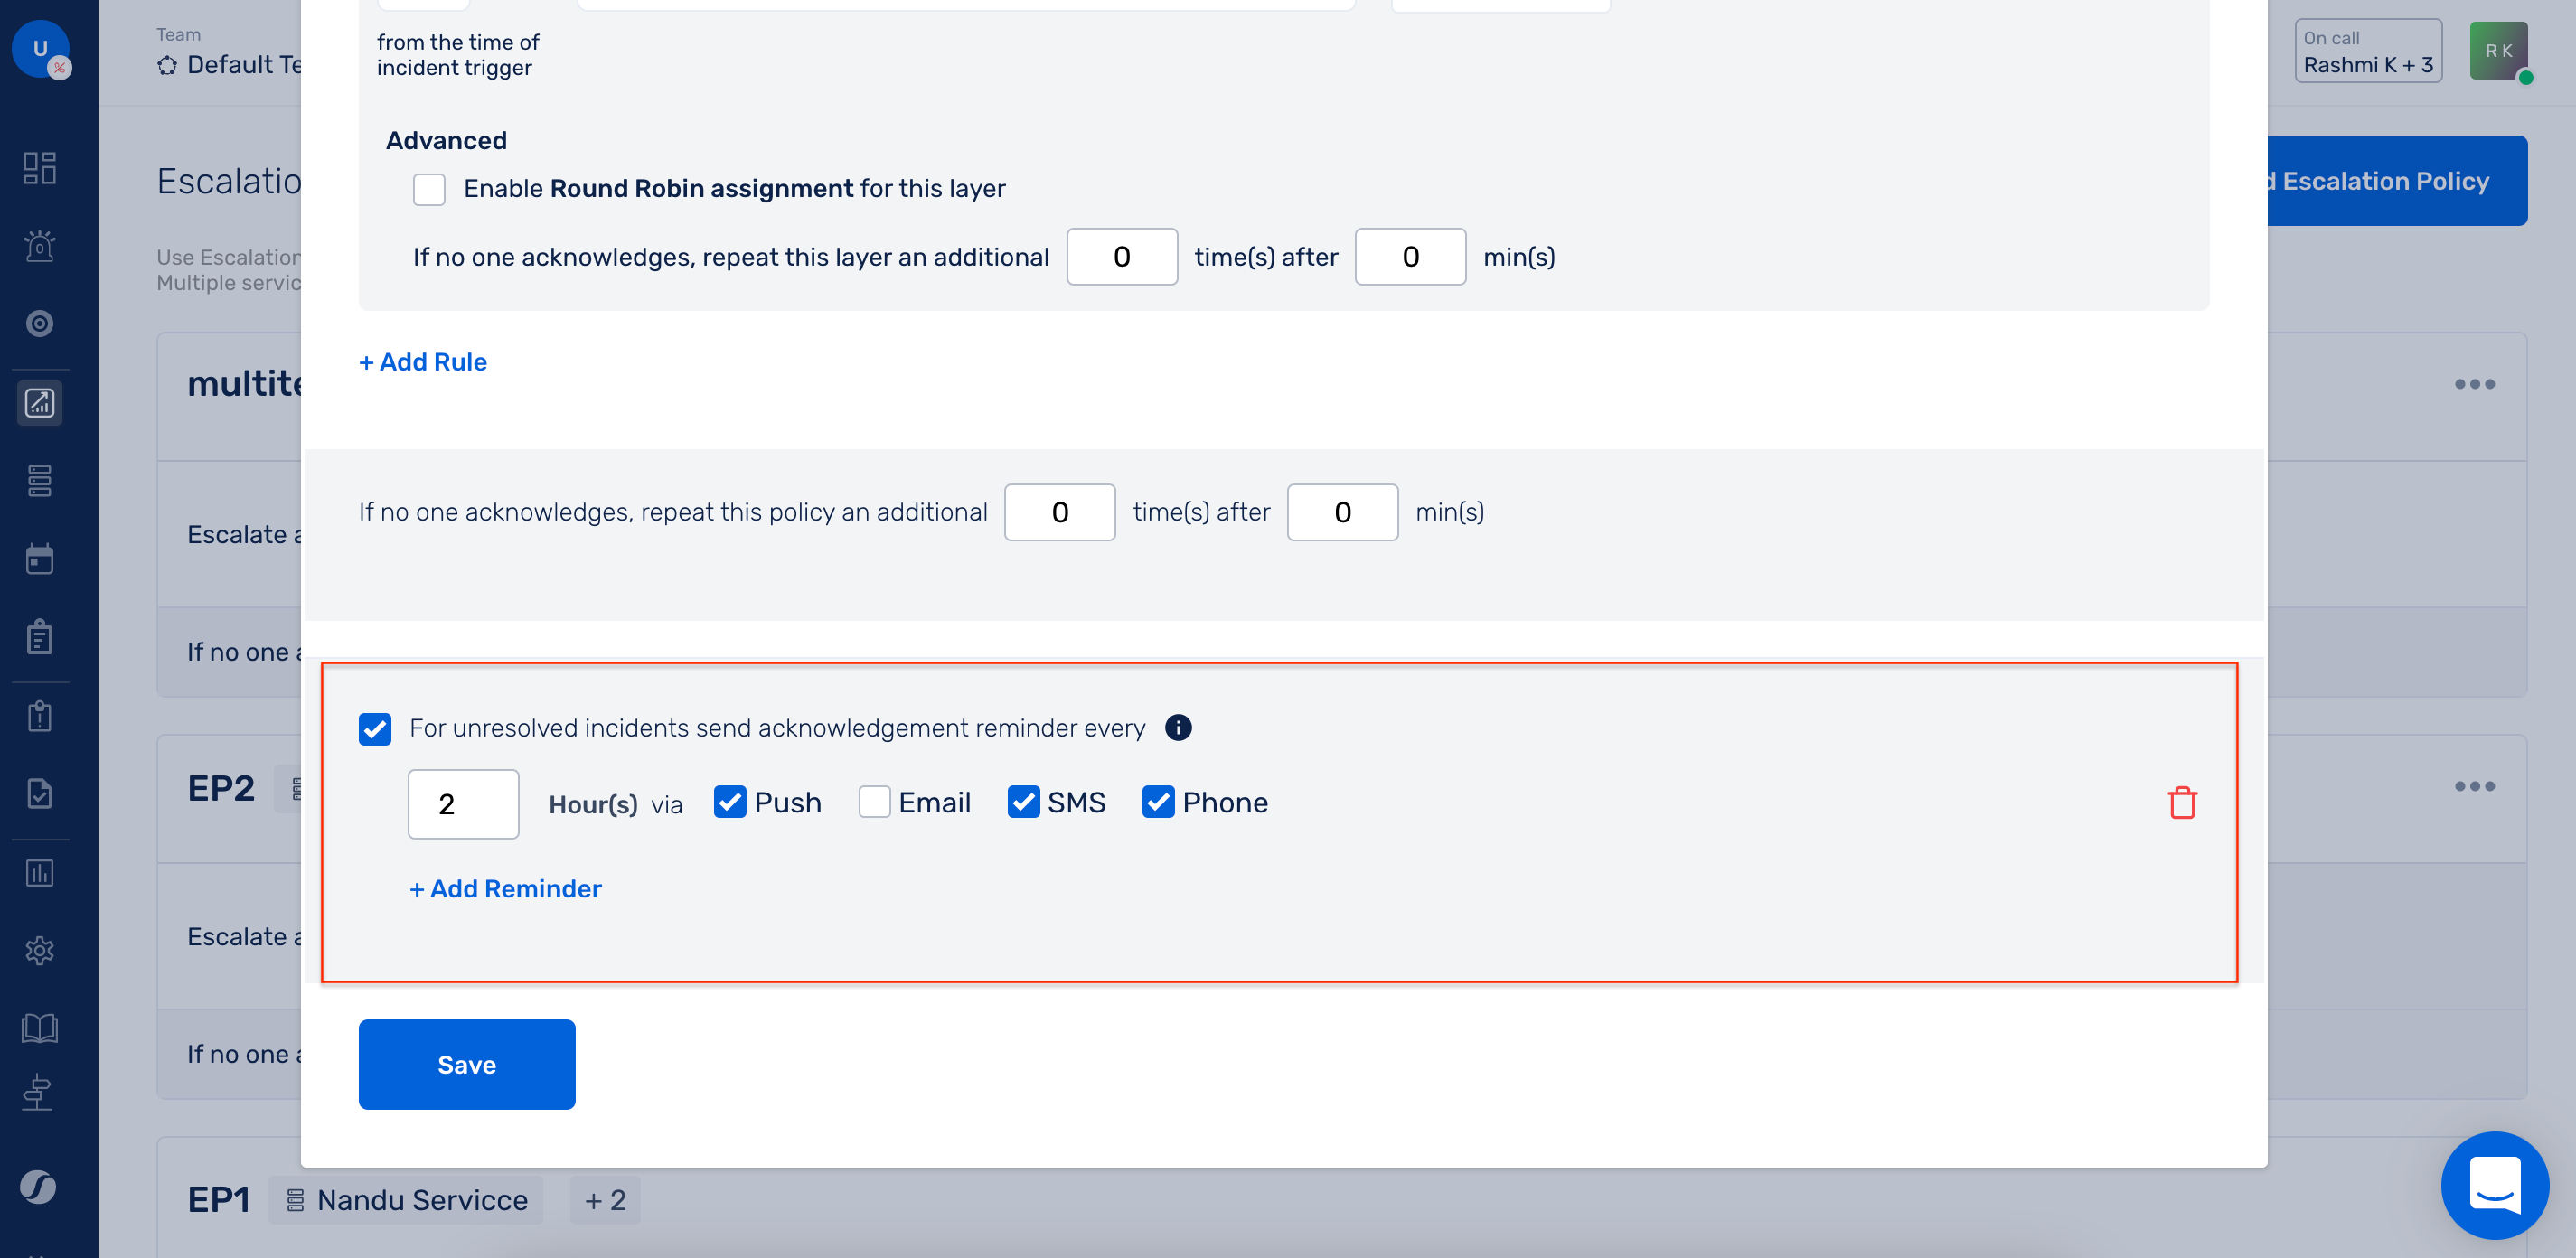 U
%
Team
Default Te
On call
Rashmi K + 3
R K
from the time of
incident trigger
Advanced
Enable Round Robin assignment for this layer
Escalatio
d Escalation Policy
0
If no one acknowledges, repeat this layer an additional 0 time(s) after 0 min(s)
Use Escalation
Multiple servic
+ Add Rule
multite
If no one acknowledges, repeat this policy an additional 0 time(s) after 0 min(s)
Escalate a
If no one a
For unresolved incidents send acknowledgement reminder every i
EP2
2 Hour(s) via Push Email SMS Phone
+ Add Reminder
Escalate a
If no one a
Save
EP1 Nandu Servicce + 2